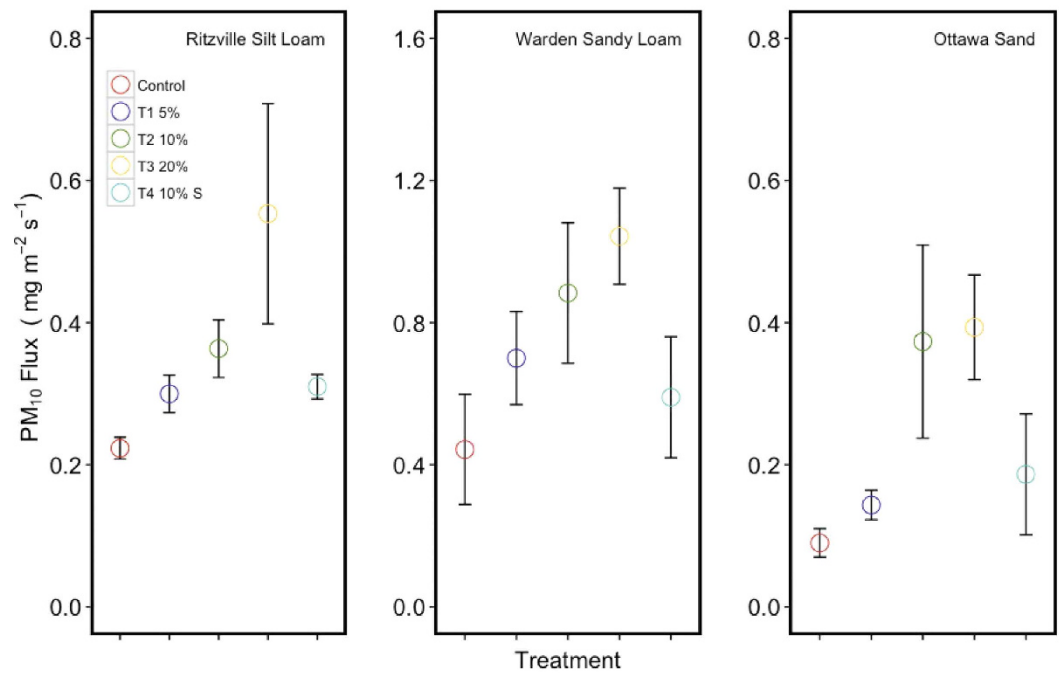 Ritzville Silt Loam
Control
T1 5%
T2 10%
T3 20%
T4 10% S
0.8
0.6
0.4
0.2
0.0
PM₁₀ Flux ( mg m⁻² s⁻¹)
Warden Sandy Loam
1.6
1.2
0.8
0.4
0.0
Ottawa Sand
0.8
0.6
0.4
0.2
0.0
Treatment